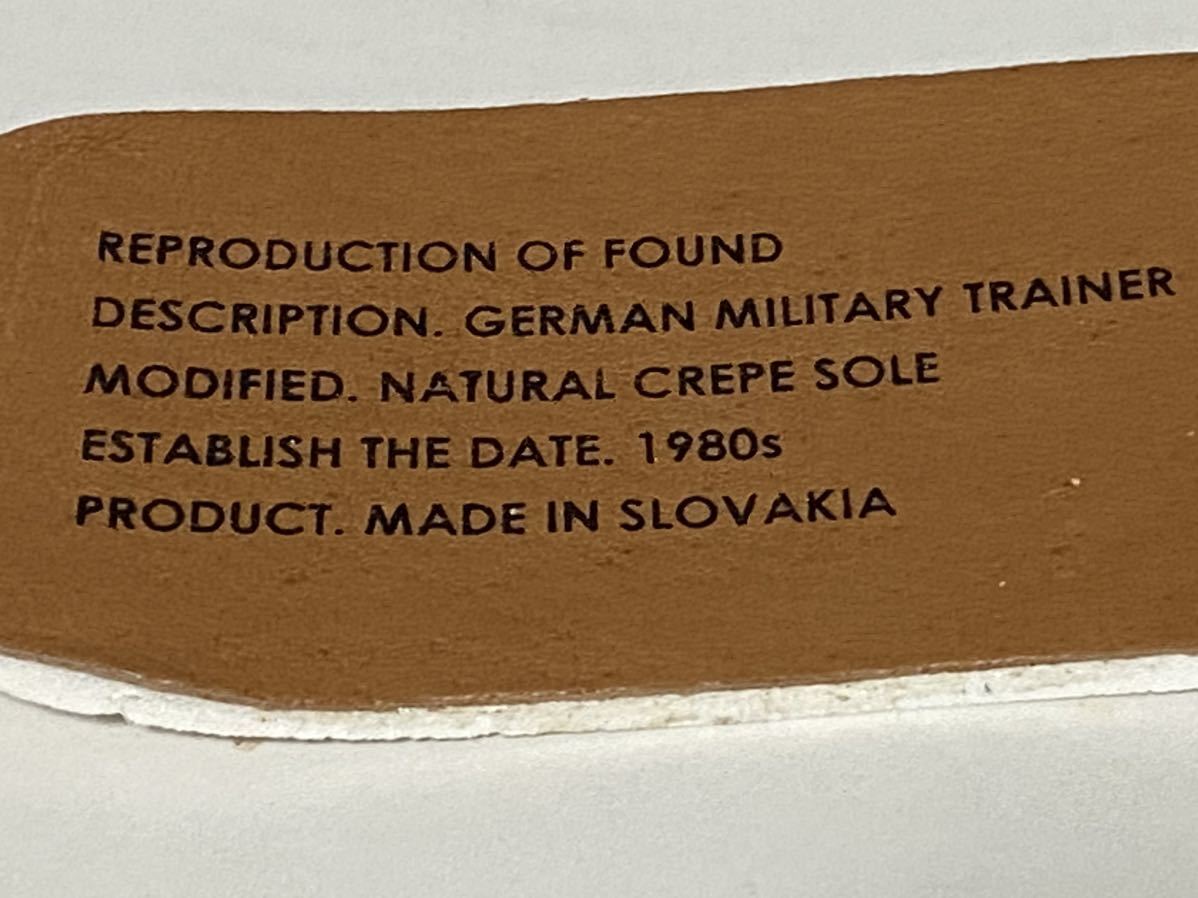 REPRODUCTION OF FOUND
DESCRIPTION. GERMAN MILITARY TRAINER
MODIFIED. NATURAL CREPE SOLE
ESTABLISH THE DATE. 1980s
PRODUCT. MADE IN SLOVAKIA